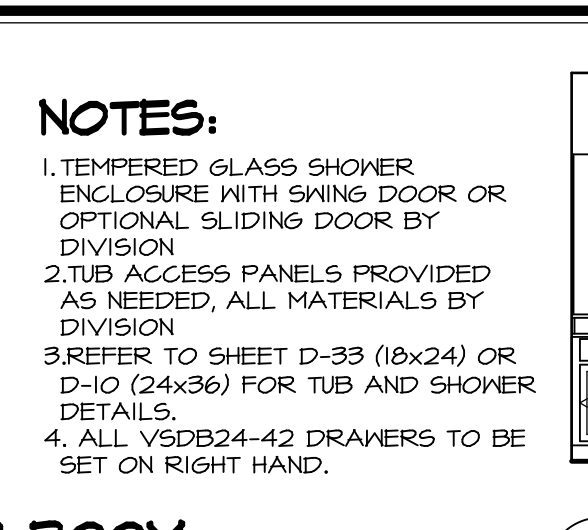 NOTES:
1. TEMPERED GLASS SHOWER
ENCLOSURE WITH SWING DOOR OR
OPTIONAL SLIDING DOOR BY
DIVISION
2.TUB ACCESS PANELS PROVIDED
AS NEEDED, ALL MATERIALS BY
DIVISION
3.REFER TO SHEET D-33 (18x24) OR
D-10 (24x36) FOR TUB AND SHOWER
DETAILS.
4. ALL VSDB24-42 DRAWERS TO BE
SET ON RIGHT HAND.